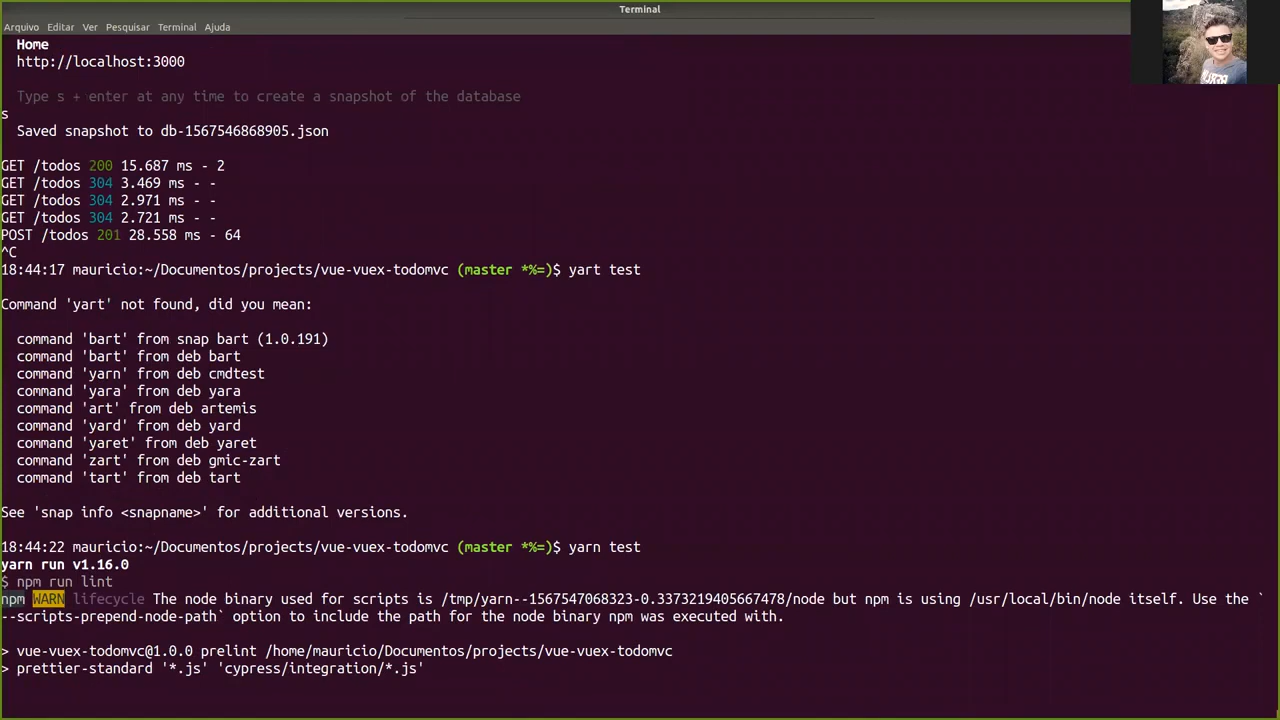 Terminal
Arquivo Editar Ver Pesquisar Terminal Ajuda
Home
http://localhost:3000
Type s + enter at any time to create a snapshot of the database
s
Saved snapshot to db-1567546868905.json
GET /todos 200 15.687 ms - 2
GET /todos 304 3.469 ms - -
GET /todos 304 2.971 ms - -
GET /todos 304 2.721 ms - -
POST /todos 201 28.558 ms - 64
^C
18:44:17 mauricio:~/Documentos/projects/vue-vuex-todomvc (master *%=)$ yart test
Command 'yart' not found, did you mean:
command 'bart' from snap bart (1.0.191)
command 'bart' from deb bart
command 'yarn' from deb cmdtest
command 'yara' from deb yara
command 'art' from deb artemis
command 'yard' from deb yard
command 'yaret' from deb yaret
command 'zart' from deb gmic-zart
command 'tart' from deb tart
See 'snap info <snapname>' for additional versions.
18:44:22 mauricio:~/Documentos/projects/vue-vuex-todomvc (master *%=)$ yarn test
yarn run v1.16.0
$ npm run lint
npm WARN lifecycle The node binary used for scripts is /tmp/yarn--1567547068323-0.3373219405667478/node but npm is using /usr/local/bin/node itself. Use the `
--scripts-prepend-node-path` option to include the path for the node binary npm was executed with.
> vue-vuex-todomvc@1.0.0 prelint /home/mauricio/Documentos/projects/vue-vuex-todomvc
> prettier-standard '*.js' 'cypress/integration/*.js'